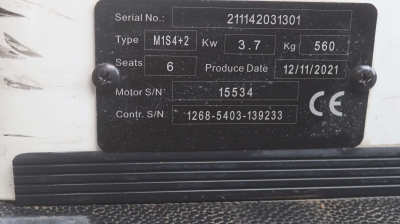 Serial No.: 211142031301
Type M1S4+2 Kw 3.7 Kg 560
Seats 6 Produce Date 12/11/2021
Motor S/N 15534
Contr. S/N 1268-5403-139233
CE